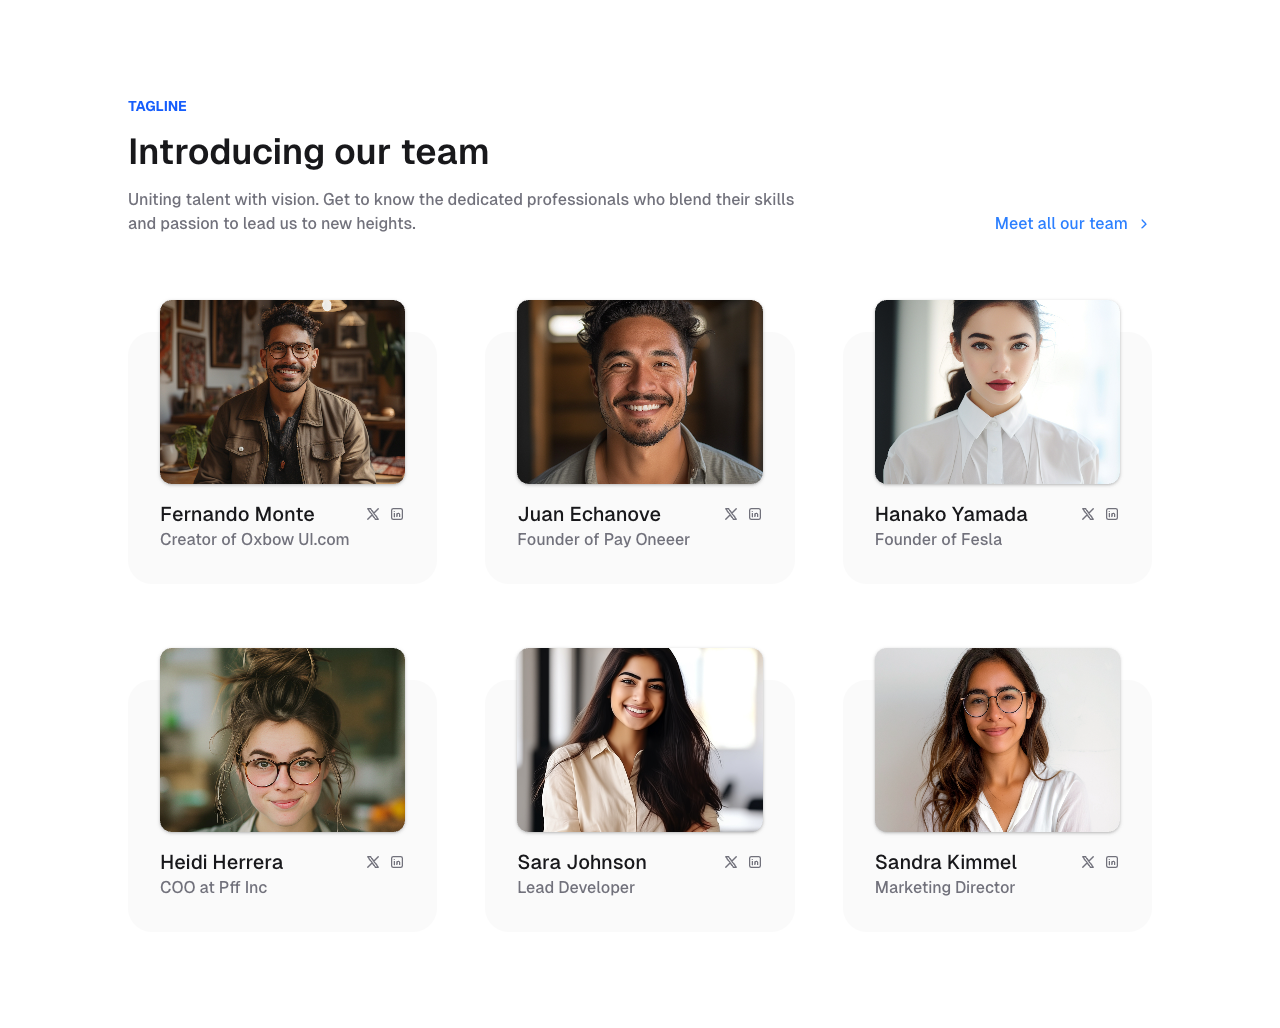 TAGLINE
Introducing our team
Uniting talent with vision. Get to know the dedicated professionals who blend their skills
and passion to lead us to new heights.
Meet all our team
Fernando Monte
Creator of Oxbow UI.com
Juan Echanove
Founder of Pay Oneeer
Hanako Yamada
Founder of Fesla
Heidi Herrera
COO at Pff Inc
Sara Johnson
Lead Developer
Sandra Kimmel
Marketing Director